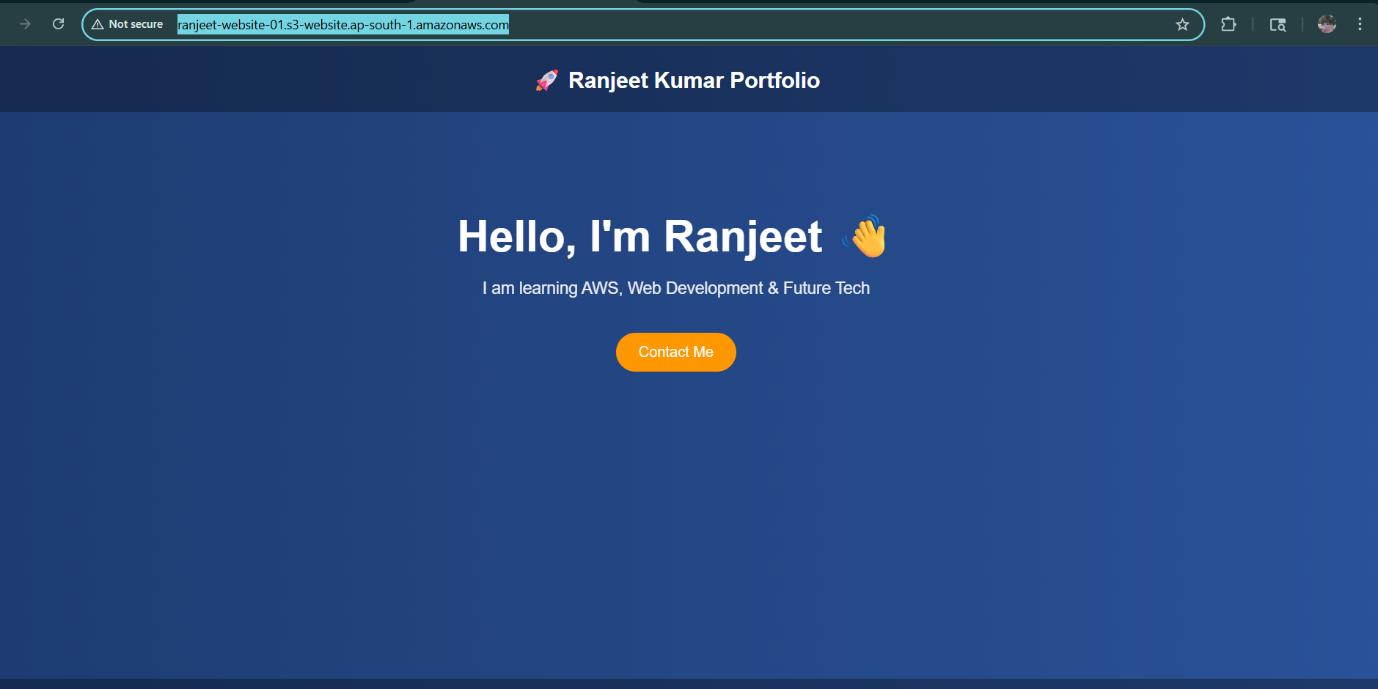 Not secure ranjeet-website-01.s3-website.ap-south-1.amazonaws.com
🚀 Ranjeet Kumar Portfolio
Hello, I'm Ranjeet 👋
I am learning AWS, Web Development & Future Tech
Contact Me